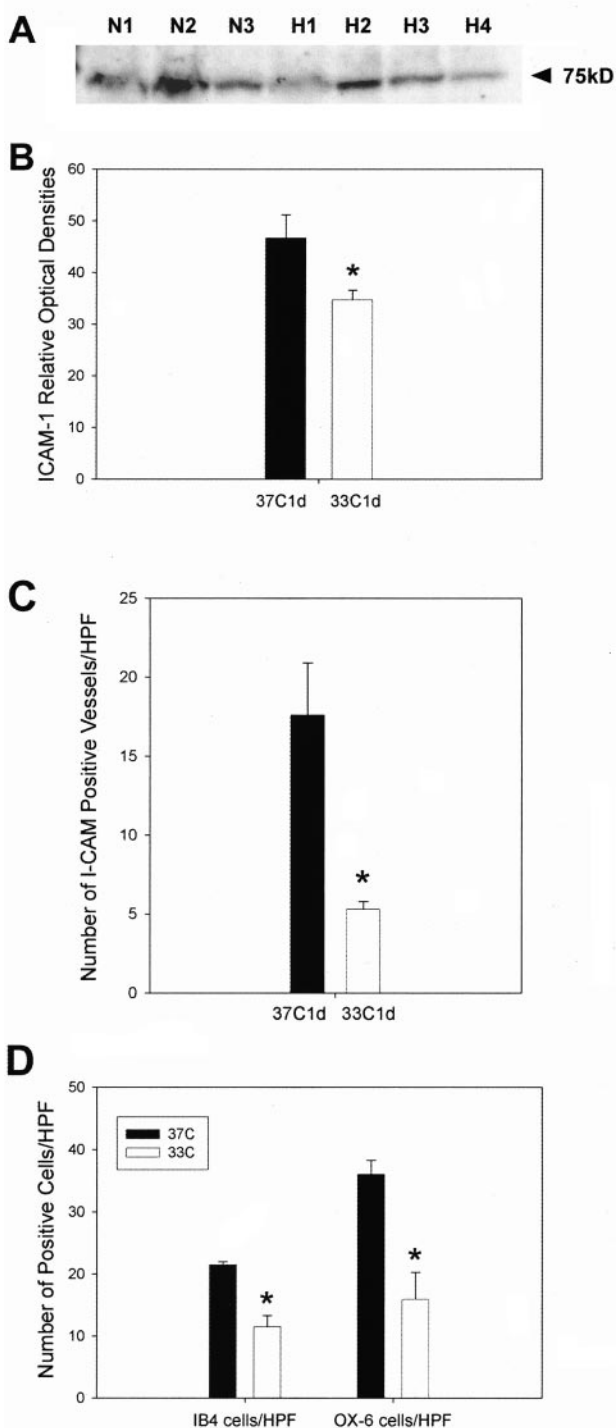 A
N1 N2 N3 H1 H2 H3 H4
75kD
B
ICAM-1 Relative Optical Densities
60
50
40
30
20
10
0
*
37C1d 33C1d
C
Number of I-CAM Positive Vessels/HPF
25
20
15
10
5
0
*
37C1d 33C1d
D
Number of Positive Cells/HPF
50
40
30
20
10
0
37C
33C
*
*
IB4 cells/HPF OX-6 cells/HPF